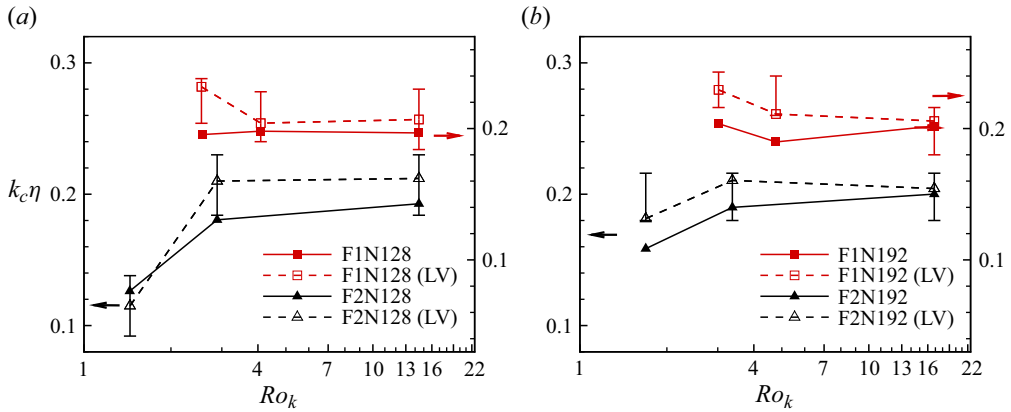 (a)
(b)
0.3
0.2
0.1
k_cη
0.2
0.1
F1N128
F1N128 (LV)
F2N128
F2N128 (LV)
1 4 7 10 13 16 22
Ro_k
0.3
0.2
0.1
0.2
0.1
F1N192
F1N192 (LV)
F2N192
F2N192 (LV)
1 4 7 10 13 16 22
Ro_k